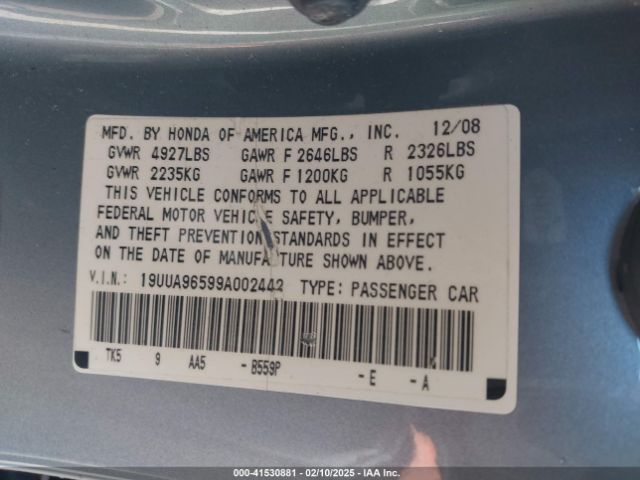 MFD. BY HONDA OF AMERICA MFG., INC. 12/08
GVWR 4927LBS GAWR F 2646LBS R 2326LBS
GVWR 2235KG GAWR F 1200KG R 1055KG
THIS VEHICLE CONFORMS TO ALL APPLICABLE
FEDERAL MOTOR VEHICLE SAFETY, BUMPER,
AND THEFT PREVENTION STANDARDS IN EFFECT
ON THE DATE OF MANUFACTURE SHOWN ABOVE.
V.I.N.: 19UUA96599A002442 TYPE: PASSENGER CAR
TK5 9 AA5 - B559P - E - A
000-41530881 - 02/10/2025 - IAA Inc.